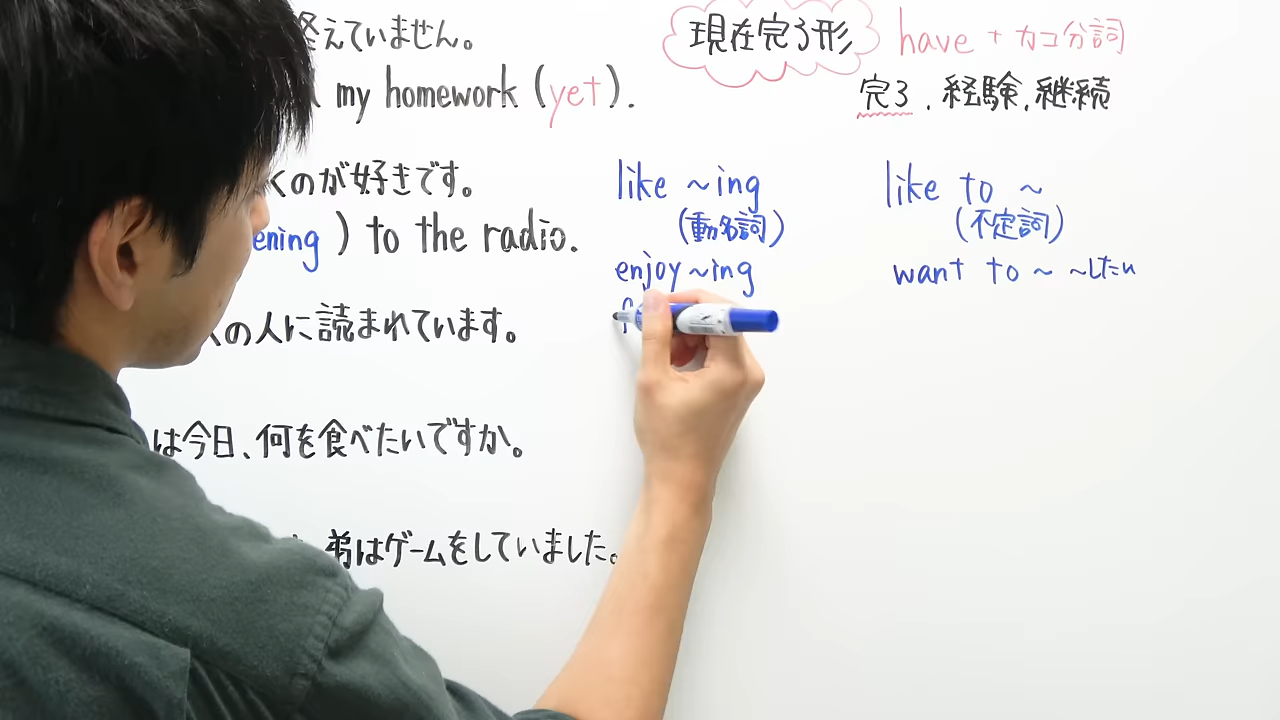 終えていません。
my homework (yet).
くのが好きです。
ening ) to the radio.
の人に読まれています。
は今日、何を食べたいですか。
弟はゲームをしていました。
現在完了形
have + カコ分詞
完了、経験、継続
like ~ing
(動名詞)
enjoy ~ing
f
like to ~
(不定詞)
want to ~ ~したい